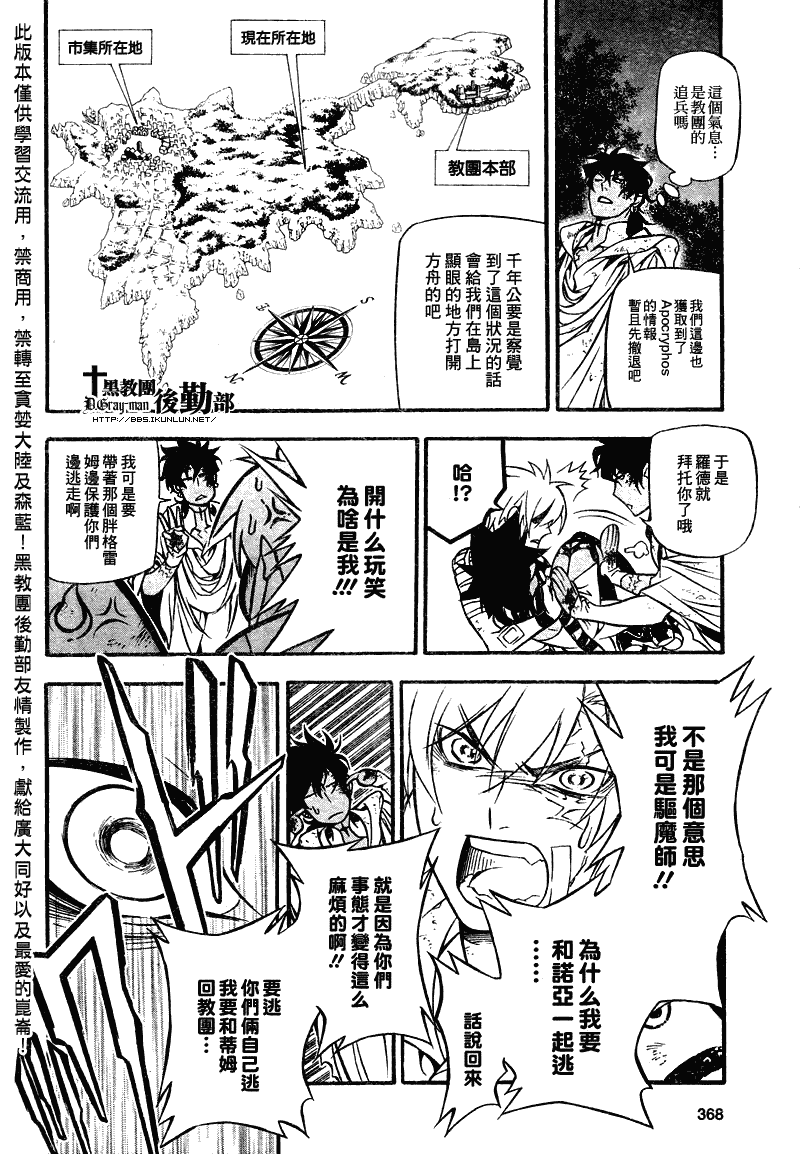 這個氣息…
是教團的
追兵嗎
我們這邊也
獲取到了
Apocryphos
的情報
暫且先撤退吧
現在所在地
市集所在地
教團本部
千年公要是察覺
到了這個狀況的話
會給我們在島上
顯眼的地方打開
方舟的吧
N
S
黑教團
D.Gray-man
後勤部
HTTP://BBS.IKUNLUN.NET/
于是
羅德就
拜托你了哦
哈!?
開什么玩笑
為啥是我!!!
我可是要
帶著那個胖格雷
姆邊保護你們
邊逃走啊
不是那個意思
我可是驅魔師!!
為什么我要
和諾亞一起逃
……
話說回來
就是因為你們
事態才變得這么
麻煩的啊!!
要逃
你們倆自己逃
我要和蒂姆
回教團…
368
此版本僅供學習交流用，禁商用，禁轉至貪婪大陸及森藍！黑教團後勤部友情製作，獻給廣大同好以及最愛的崑崙！